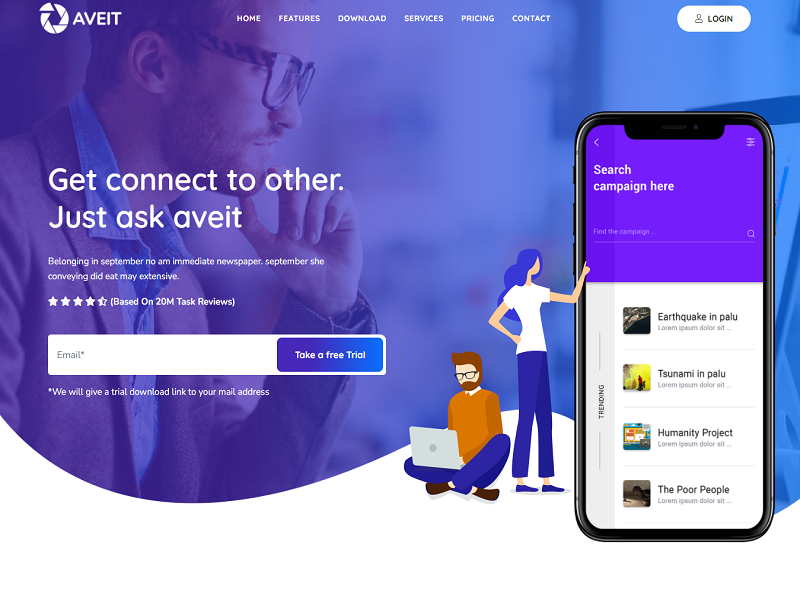 AVEIT
HOME FEATURES DOWNLOAD SERVICES PRICING CONTACT
LOGIN
Get connect to other.
Just ask aveit
Belonging in september no am immediate newspaper. september she
conveying did eat may extensive.
(Based On 20M Task Reviews)
Email*
Take a free Trial
*We will give a trial download link to your mail address
Search
campaign here
Find the campaign ...
TRENDING
Earthquake in palu
Lorem ipsum dolor sit ...
Tsunami in palu
Lorem ipsum dolor sit ...
Humanity Project
Lorem ipsum dolor sit ...
The Poor People
Lorem ipsum dolor sit ...